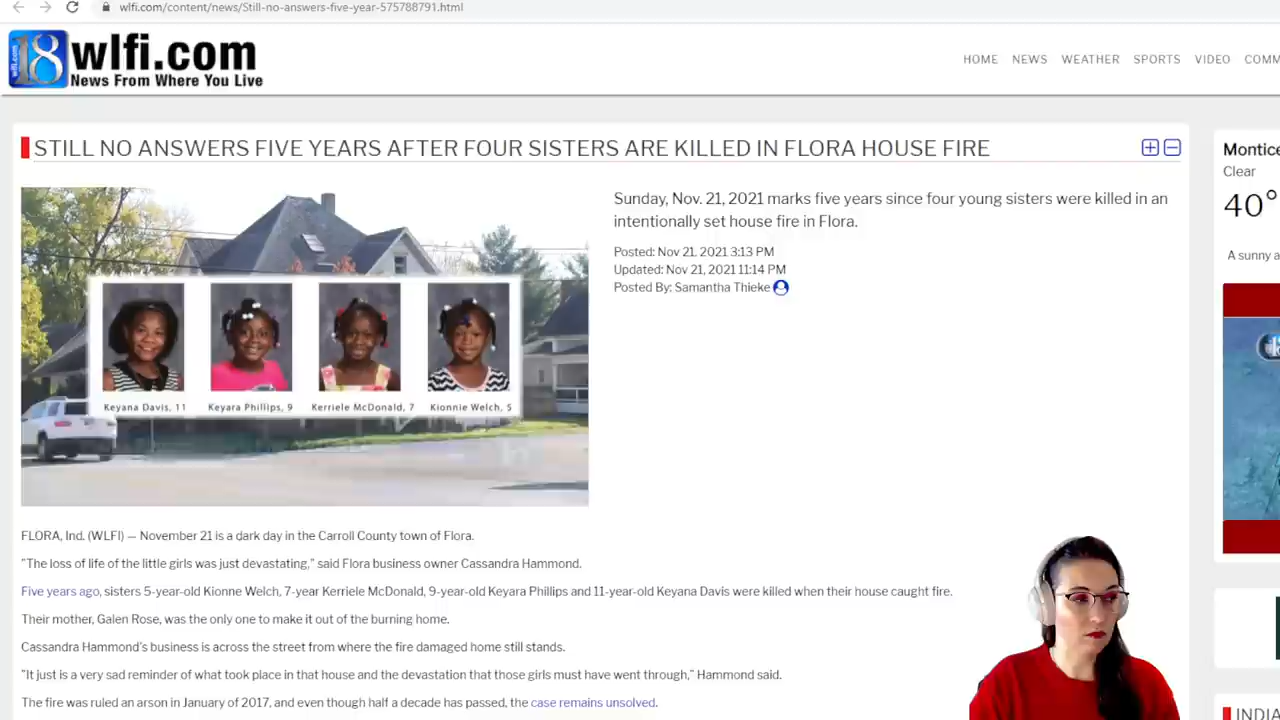 wlfi.com/content/news/Still-no-answers-five-year-575788791.html
18 wlfi.com
News From Where You Live
HOME NEWS WEATHER SPORTS VIDEO COMM
STILL NO ANSWERS FIVE YEARS AFTER FOUR SISTERS ARE KILLED IN FLORA HOUSE FIRE
Keyana Davis, 11 Keyara Phillips, 9 Kerriele McDonald, 7 Kionnie Welch, 5
Sunday, Nov. 21, 2021 marks five years since four young sisters were killed in an
intentionally set house fire in Flora.
Posted: Nov 21, 2021 3:13 PM
Updated: Nov 21, 2021 11:14 PM
Posted By: Samantha Thieke
FLORA, Ind. (WLFI) — November 21 is a dark day in the Carroll County town of Flora.
"The loss of life of the little girls was just devastating," said Flora business owner Cassandra Hammond.
Five years ago, sisters 5-year-old Kionne Welch, 7-year Kerriele McDonald, 9-year-old Keyara Phillips and 11-year-old Keyana Davis were killed when their house caught fire.
Their mother, Galen Rose, was the only one to make it out of the burning home.
Cassandra Hammond's business is across the street from where the fire damaged home still stands.
"It just is a very sad reminder of what took place in that house and the devastation that those girls must have went through," Hammond said.
The fire was ruled an arson in January of 2017, and even though half a decade has passed, the case remains unsolved.
Montice
Clear
40°
A sunny a
INDIA